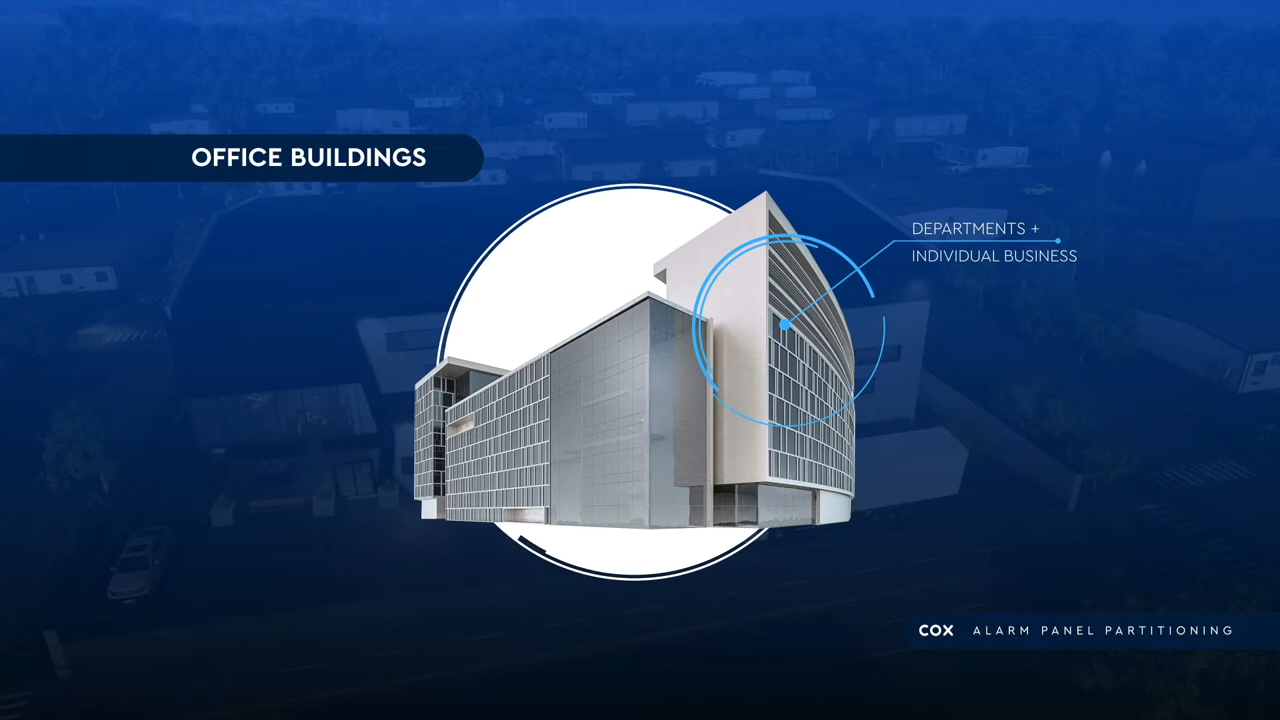 OFFICE BUILDINGS
DEPARTMENTS +
INDIVIDUAL BUSINESS
COX ALARM PANEL PARTITIONING